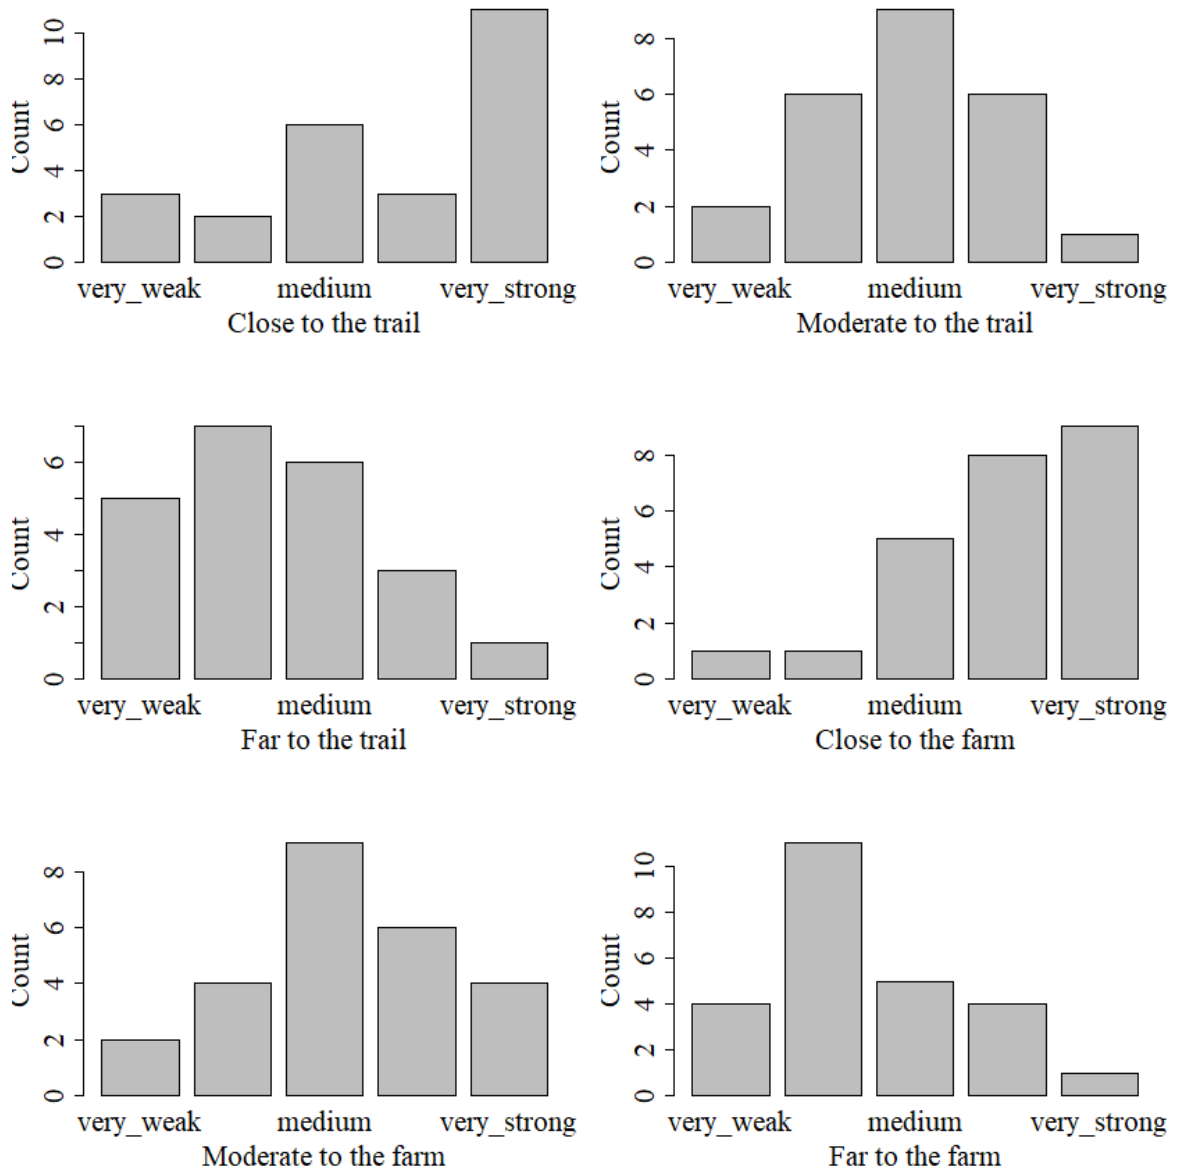 Count
10
8
6
4
2
0
very_weak medium very_strong
Close to the trail
Count
8
6
4
2
0
very_weak medium very_strong
Moderate to the trail
Count
6
4
2
0
very_weak medium very_strong
Far to the trail
Count
8
6
4
2
0
very_weak medium very_strong
Close to the farm
Count
8
6
4
2
0
very_weak medium very_strong
Moderate to the farm
Count
10
8
6
4
2
0
very_weak medium very_strong
Far to the farm